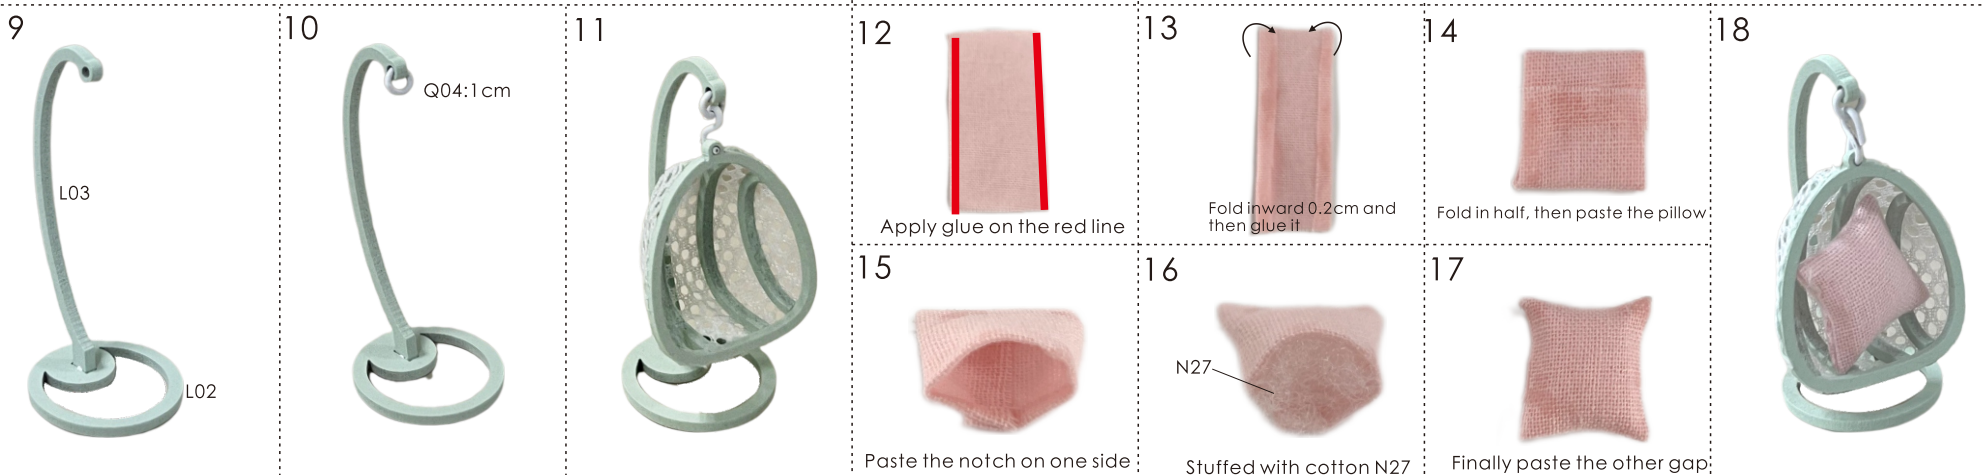 9
L03
L02
10
Q04:1cm
11
12
Apply glue on the red line
13
Fold inward 0.2cm and
then glue it
14
Fold in half, then paste the pillow
15
Paste the notch on one side
16
N27
Stuffed with cotton N27
17
Finally paste the other gap
18